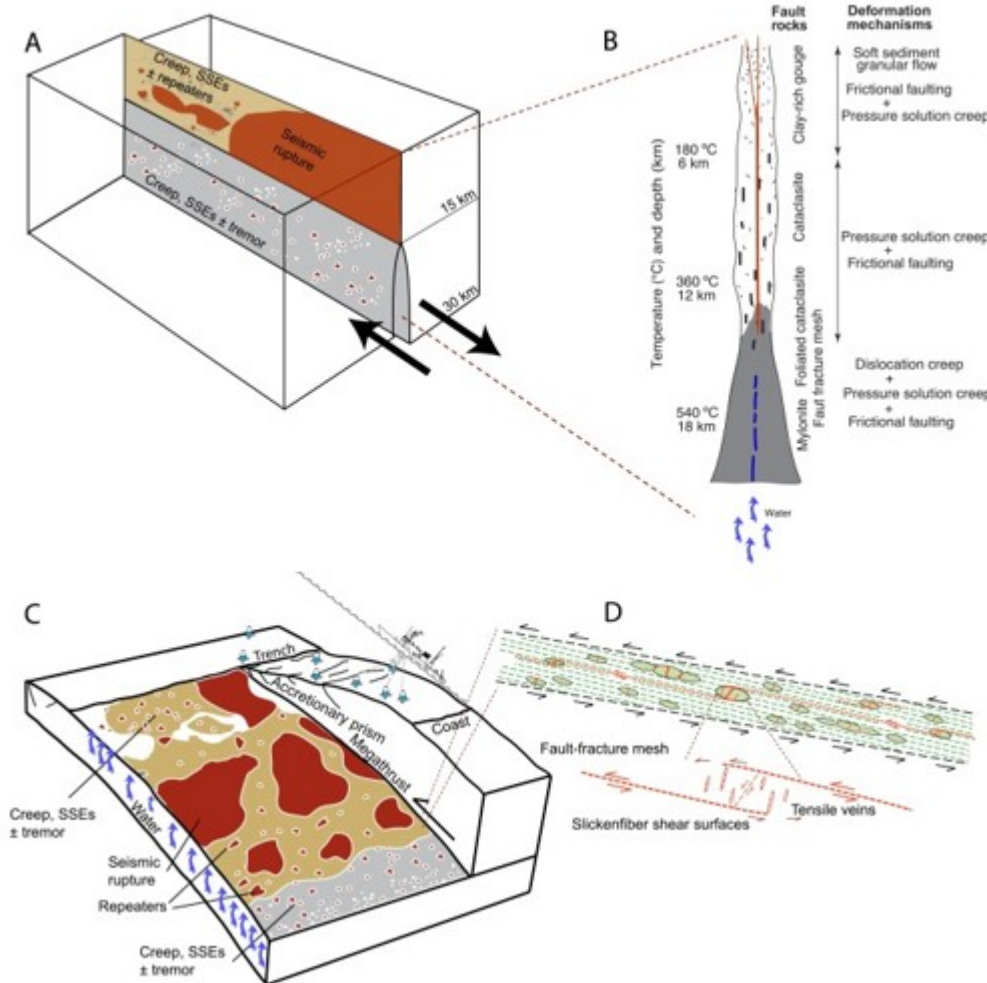 A
Creep, SSEs
± repeaters
Seismic
rupture
Creep, SSEs ± tremor
15 km
30 km
B
Fault
rocks
Deformation
mechanisms
Temperature (°C) and depth (km)
180 °C
6 km
360 °C
12 km
540 °C
18 km
Clay-rich gouge
Cataclasite
Foliated cataclasite
Mylonite
Faut fracture mesh
Soft sediment
granular flow
Frictional faulting
+
Pressure solution creep
Pressure solution creep
+
Frictional faulting
Dislocation creep
+
Pressure solution creep
+
Frictional faulting
Water
C
Trench
Accretionary prism
Megathrust
Coast
Water
Creep, SSEs
± tremor
Seismic
rupture
Repeaters
Creep, SSEs
± tremor
D
Fault-fracture mesh
Tensile veins
Slickenfiber shear surfaces